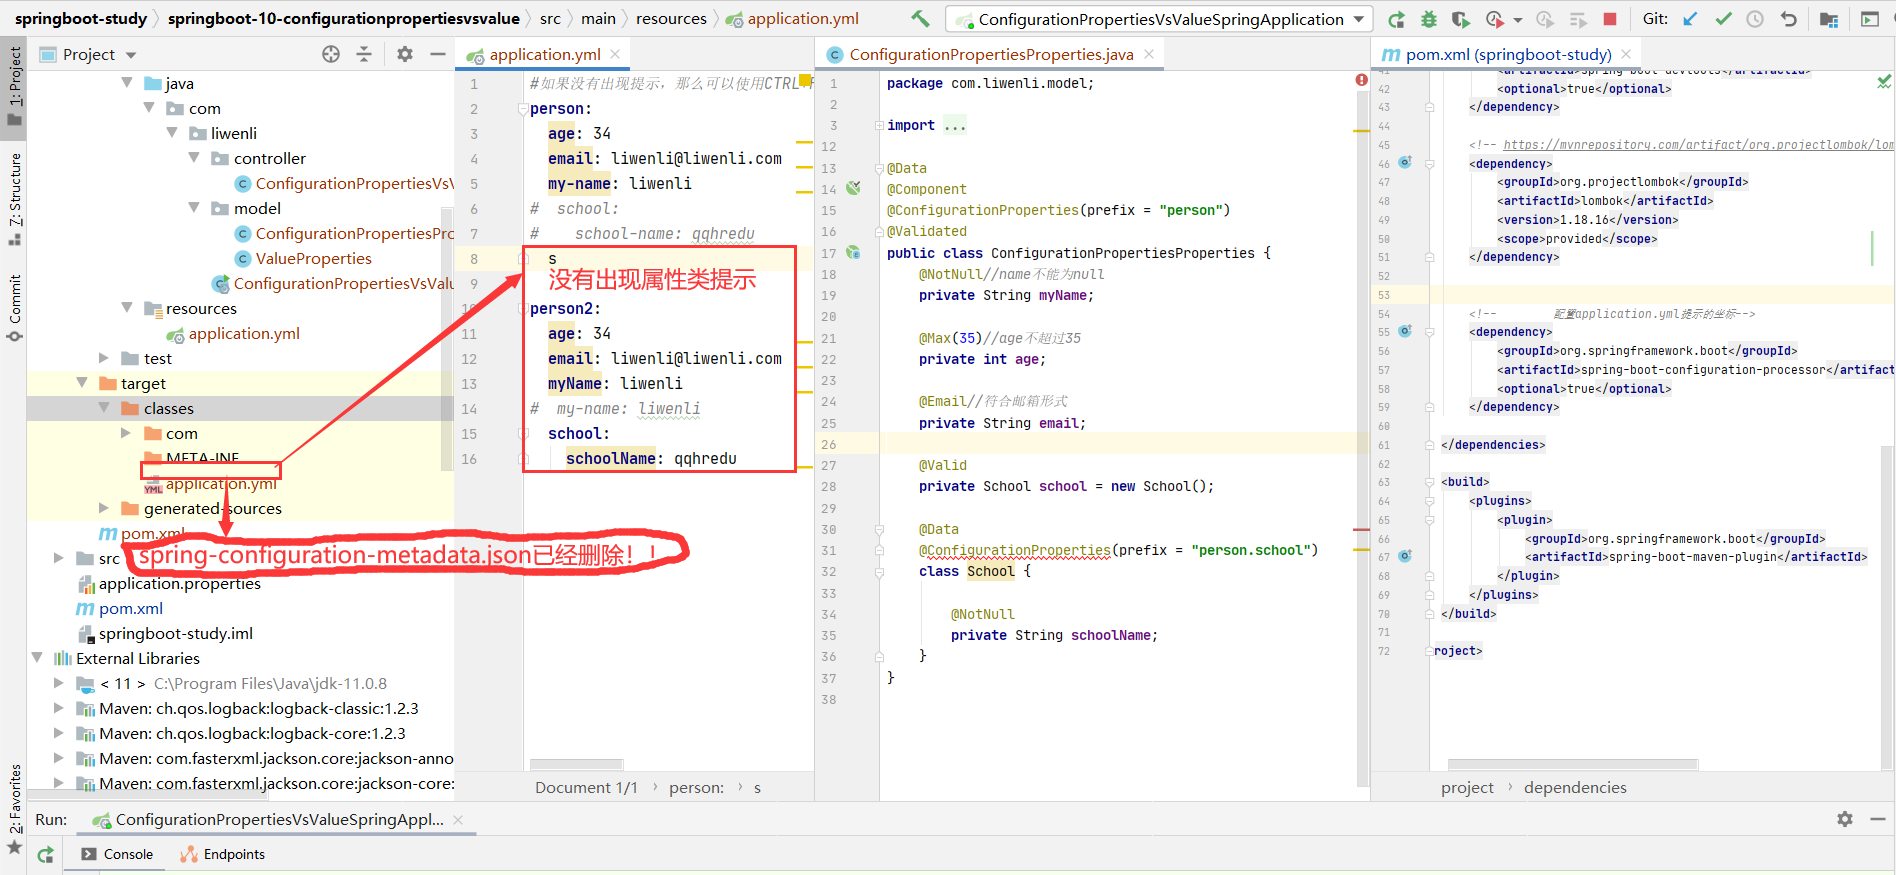 springboot-study
springboot-10-configurationpropertiesvsvalue
src
main
resources
application.yml
ConfigurationPropertiesVsValueSpringApplication
Git:
1: Project
7: Structure
Commit
2: Favorites
Project
java
com
liwenli
controller
ConfigurationPropertiesVsV
model
ConfigurationPropertiesPro
ValueProperties
ConfigurationPropertiesVsValu
resources
application.yml
test
target
classes
com
META-INF
application.yml
generated-sources
pom.xml
spring-configuration-metadata.json已经删除！！
src
application.properties
pom.xml
springboot-study.iml
External Libraries
< 11 > C:\Program Files\Java\jdk-11.0.8
Maven: ch.qos.logback:logback-classic:1.2.3
Maven: ch.qos.logback:logback-core:1.2.3
Maven: com.fasterxml.jackson.core:jackson-anno
Maven: com.fasterxml.jackson.core:jackson-core:
application.yml
1 #如果没有出现提示，那么可以使用CTRL+F
2 person:
3 age: 34
4 email: liwenli@liwenli.com
5 my-name: liwenli
6 # school:
7 # school-name: qqhredu
8 s
没有出现属性类提示
9
10 person2:
11 age: 34
12 email: liwenli@liwenli.com
13 myName: liwenli
14 # my-name: liwenli
15 school:
16 schoolName: qqhredu
Document 1/1
person:
s
ConfigurationPropertiesProperties.java
1 package com.liwenli.model;
2
3 import ...
12
13 @Data
14 @Component
15 @ConfigurationProperties(prefix = "person")
16 @Validated
17 public class ConfigurationPropertiesProperties {
18 @NotNull//name不能为null
19 private String myName;
20
21 @Max(35)//age不超过35
22 private int age;
23
24 @Email//符合邮箱形式
25 private String email;
26
27 @Valid
28 private School school = new School();
29
30 @Data
31 @ConfigurationProperties(prefix = "person.school")
32 class School {
33
34 @NotNull
35 private String schoolName;
36 }
37 }
38
pom.xml (springboot-study)
41 <artifactId>spring-boot-devtools</artifactId>
42 <optional>true</optional>
43 </dependency>
44
45 <!-- https://mvnrepository.com/artifact/org.projectlombok/lom
46 <dependency>
47 <groupId>org.projectlombok</groupId>
48 <artifactId>lombok</artifactId>
49 <version>1.18.16</version>
50 <scope>provided</scope>
51 </dependency>
52
53
54 <!-- 配置application.yml提示的坐标-->
55 <dependency>
56 <groupId>org.springframework.boot</groupId>
57 <artifactId>spring-boot-configuration-processor</artifact
58 <optional>true</optional>
59 </dependency>
60
61 </dependencies>
62
63 <build>
64 <plugins>
65 <plugin>
66 <groupId>org.springframework.boot</groupId>
67 <artifactId>spring-boot-maven-plugin</artifactId>
68 </plugin>
69 </plugins>
70 </build>
71
72 roject>
project
dependencies
Run:
ConfigurationPropertiesVsValueSpringAppl...
Console
Endpoints